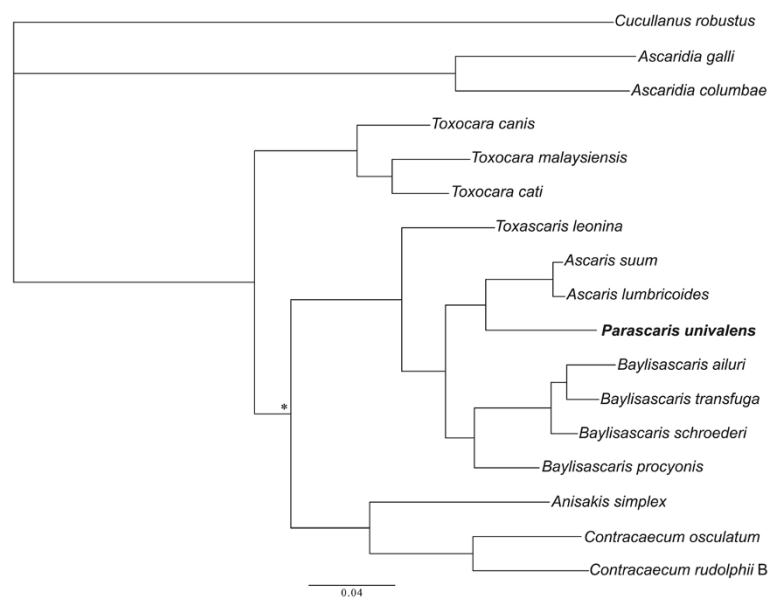 Cucullanus robustus
Ascaridia galli
Ascaridia columbae
Toxocara canis
Toxocara malaysiensis
Toxocara cati
Toxascaris leonina
Ascaris suum
Ascaris lumbricoides
Parascaris univalens
Baylisascaris ailuri
Baylisascaris transfuga
*
Baylisascaris schroederi
Baylisascaris procyonis
Anisakis simplex
Contracaecum osculatum
Contracaecum rudolphii B
0.04